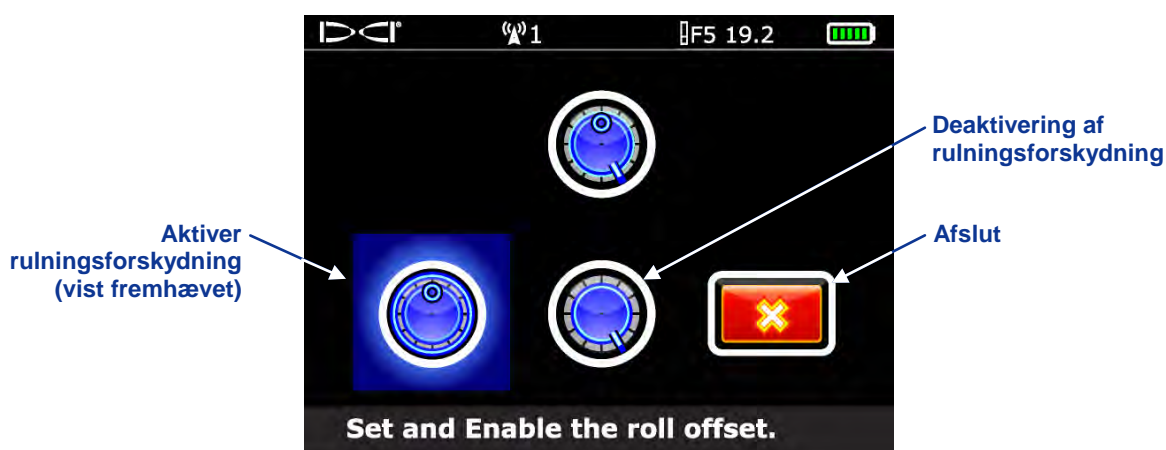 DCI®
1
F5 19.2
Deaktivering af
rulningsforskydning
Aktiver
rulningsforskydning
(vist fremhævet)
Afslut
Set and Enable the roll offset.